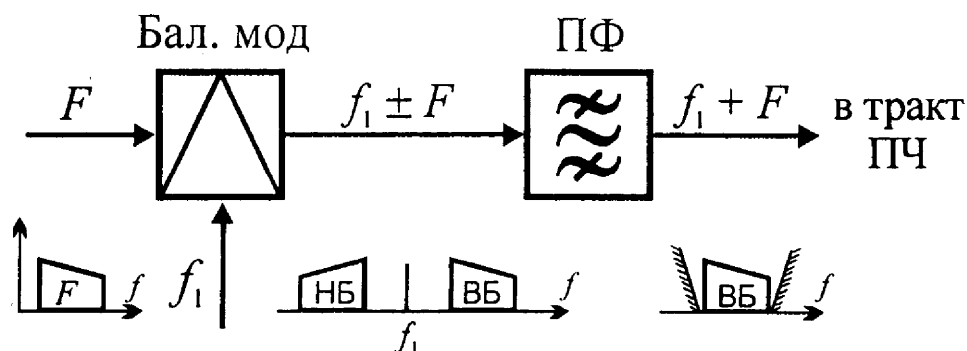 Бал. мод
ПФ
F
f₁ ± F
f₁ + F
в тракт
ПЧ
F
f
f₁
НБ
ВБ
f
f₁
ВБ
f